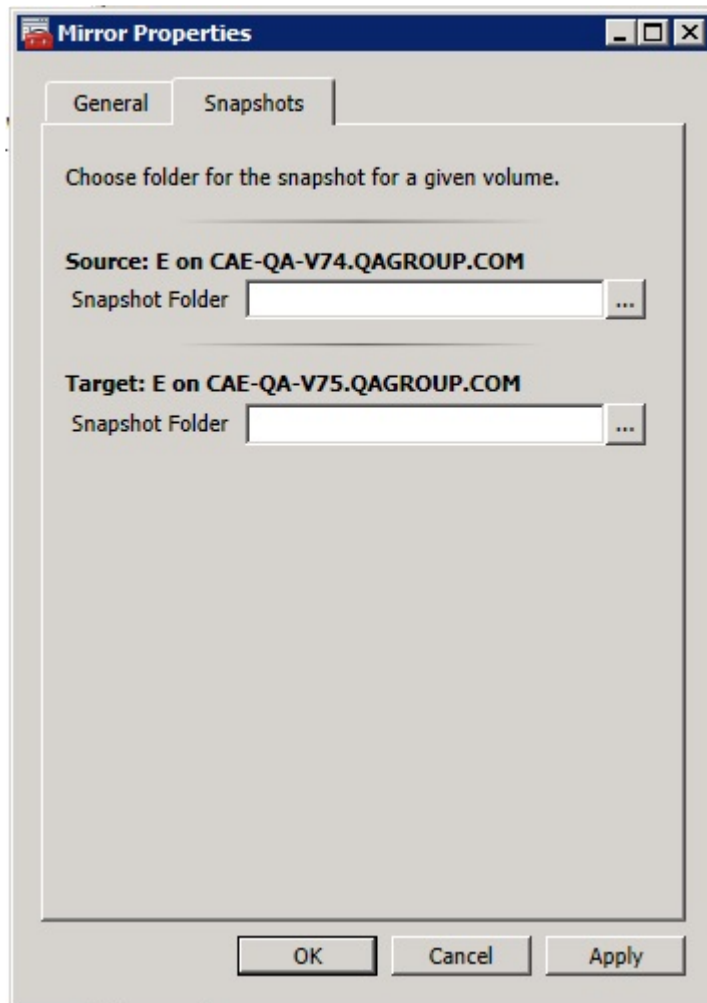 Mirror Properties
General Snapshots
Choose folder for the snapshot for a given volume.
Source: E on CAE-QA-V74.QAGROUP.COM
Snapshot Folder ...
Target: E on CAE-QA-V75.QAGROUP.COM
Snapshot Folder ...
OK Cancel Apply